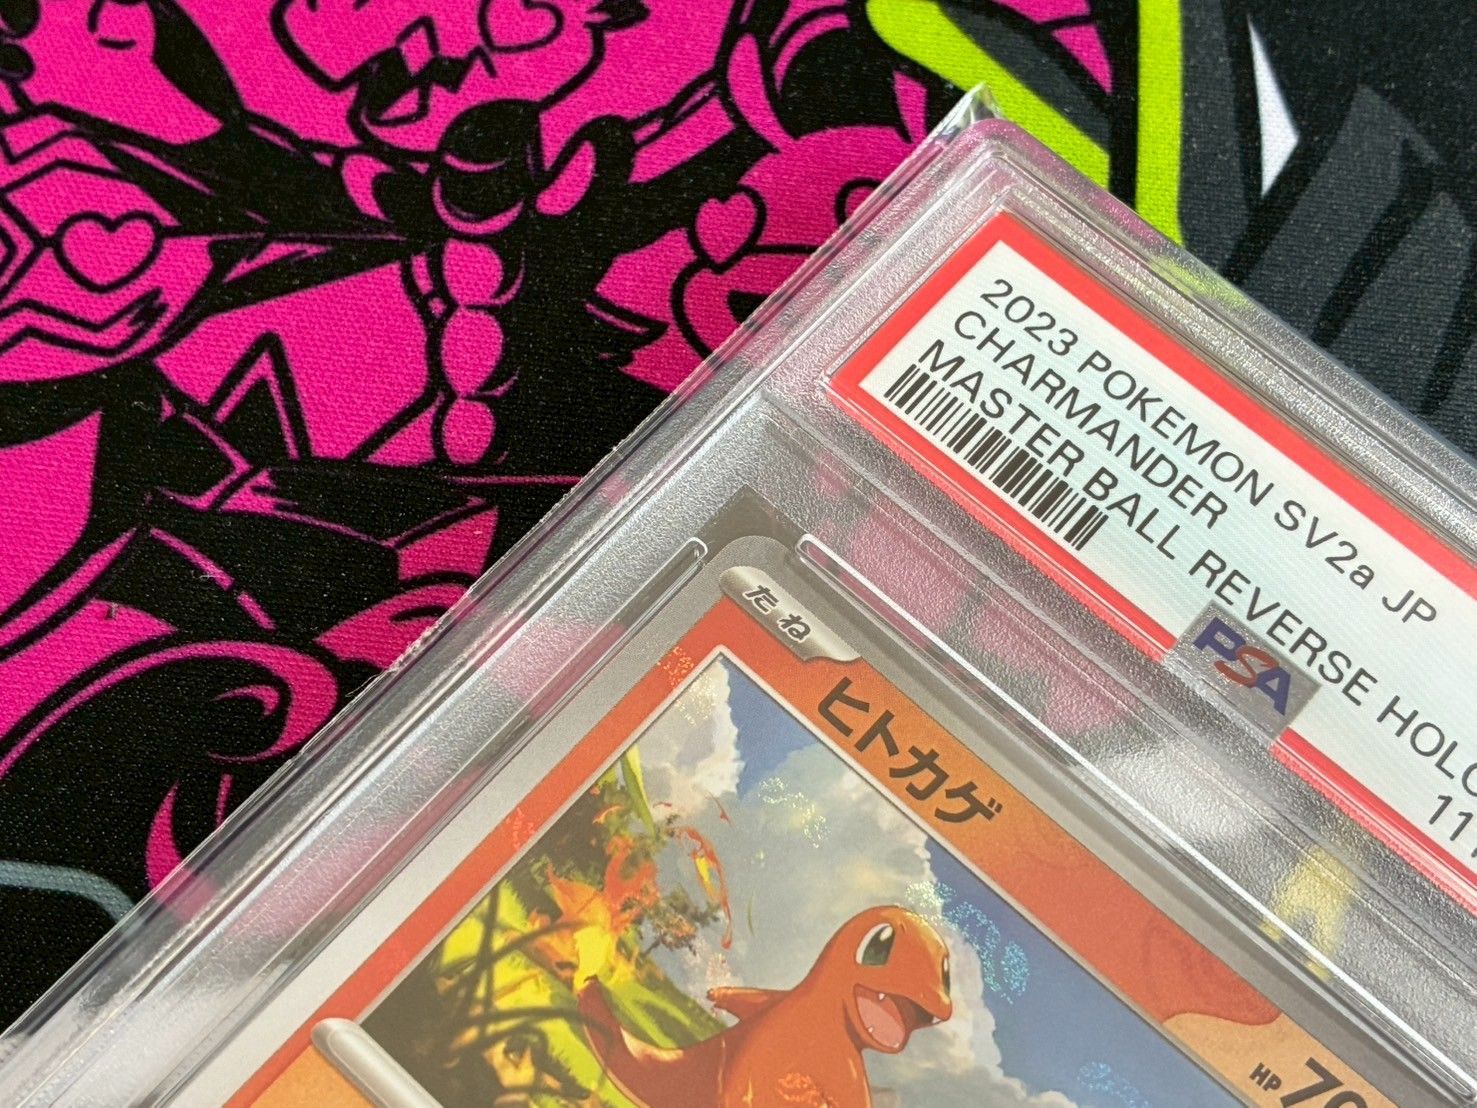 2023 POKEMON SV2a JP
CHARMANDER
MASTER BALL REVERSE HOLO
PSA
たね
ヒトカゲ
HP